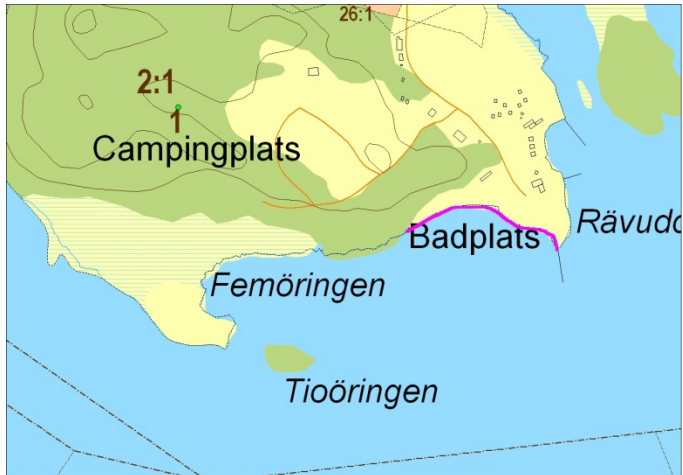 26:1
2:1
1
Campingplats
Badplats
Rävudd
Femöringen
Tioöringen